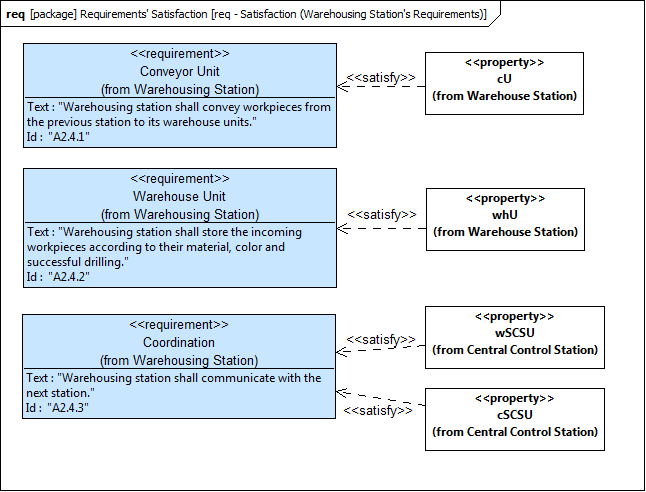 req [package] Requirements' Satisfaction [req - Satisfaction (Warehousing Station's Requirements)]
<<requirement>>
Conveyor Unit
(from Warehousing Station)
Text : "Warehousing station shall convey workpieces from
the previous station to its warehouse units."
Id : "A2.4.1"
<<satisfy>>
<<property>>
cU
(from Warehouse Station)
<<requirement>>
Warehouse Unit
(from Warehousing Station)
Text : "Warehousing station shall store the incoming
workpieces according to their material, color and
successful drilling."
Id : "A2.4.2"
<<satisfy>>
<<property>>
whU
(from Warehouse Station)
<<requirement>>
Coordination
(from Warehousing Station)
Text : "Warehousing station shall communicate with the
next station."
Id : "A2.4.3"
<<satisfy>>
<<property>>
wSCSU
(from Central Control Station)
<<satisfy>>
<<property>>
cSCSU
(from Central Control Station)